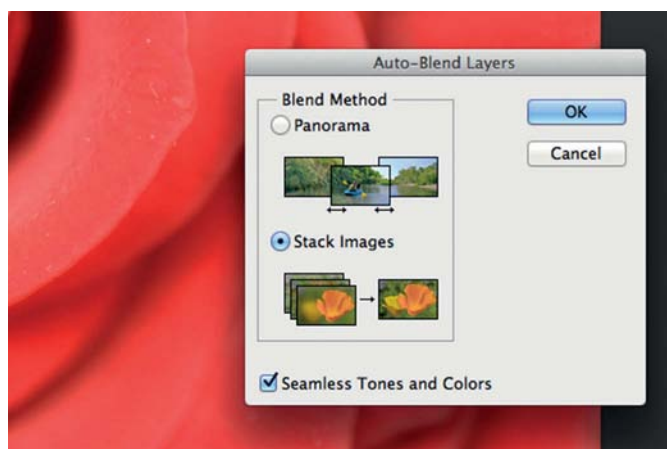 Auto-Blend Layers
Blend Method
Panorama
Stack Images
Seamless Tones and Colors
OK
Cancel